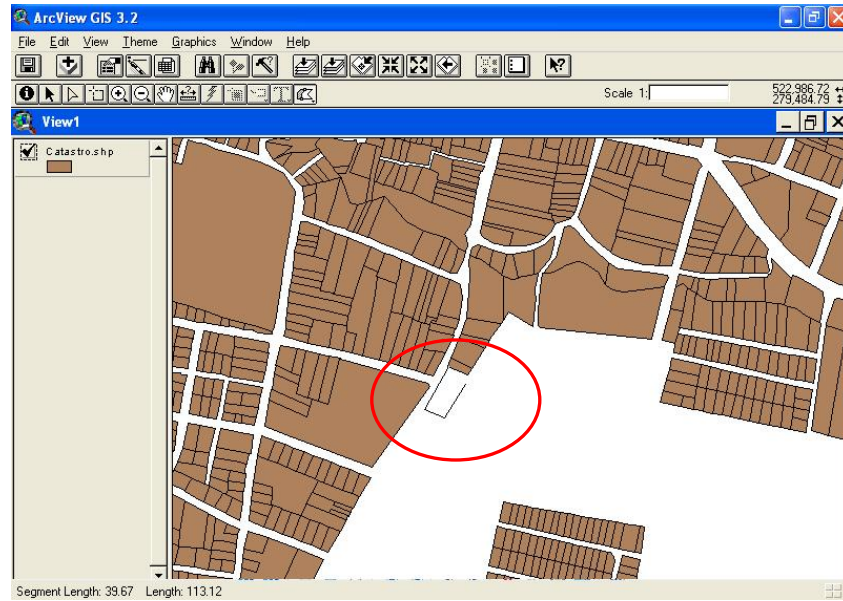 ArcView GIS 3.2
File Edit View Theme Graphics Window Help
Scale 1:
522,986.72
279,484.79
View1
Catastro.shp
Segment Length: 39.67 Length: 113.12